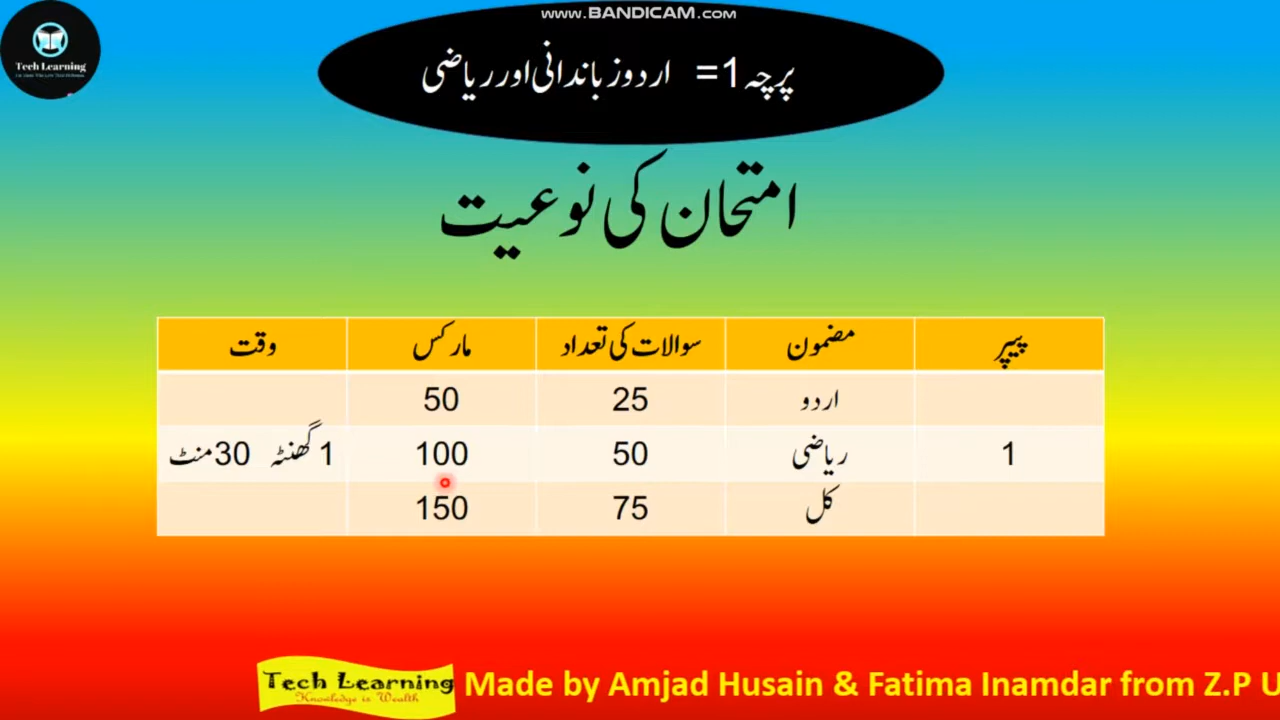 www.BANDICAM.com
Tech Learning
پرچہ 1= اردو زباندانی اور ریاضی
امتحان کی نوعیت
پیپر مضمون سوالات کی تعداد مارکس وقت
اردو 25 50
1 ریاضی 50 100 1 گھنٹہ 30 منٹ
کل 75 150
Tech Learning
Knowledge is Wealth
Made by Amjad Husain & Fatima Inamdar from Z.P U